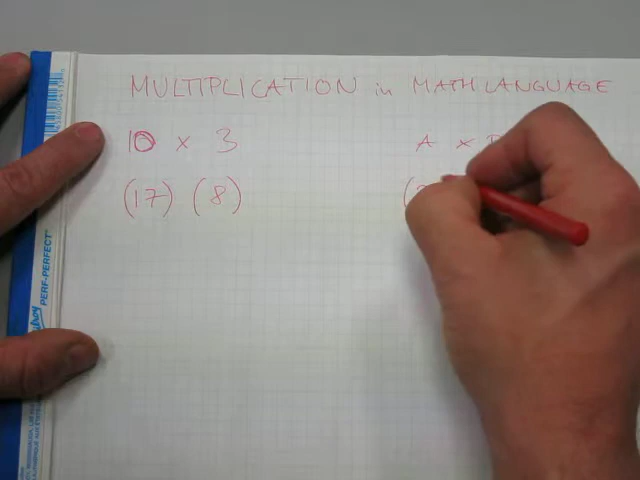 MULTIPLICATION in MATH LANGUAGE
10 x 3 A x
(17) (8) (
PERF-PERFECT